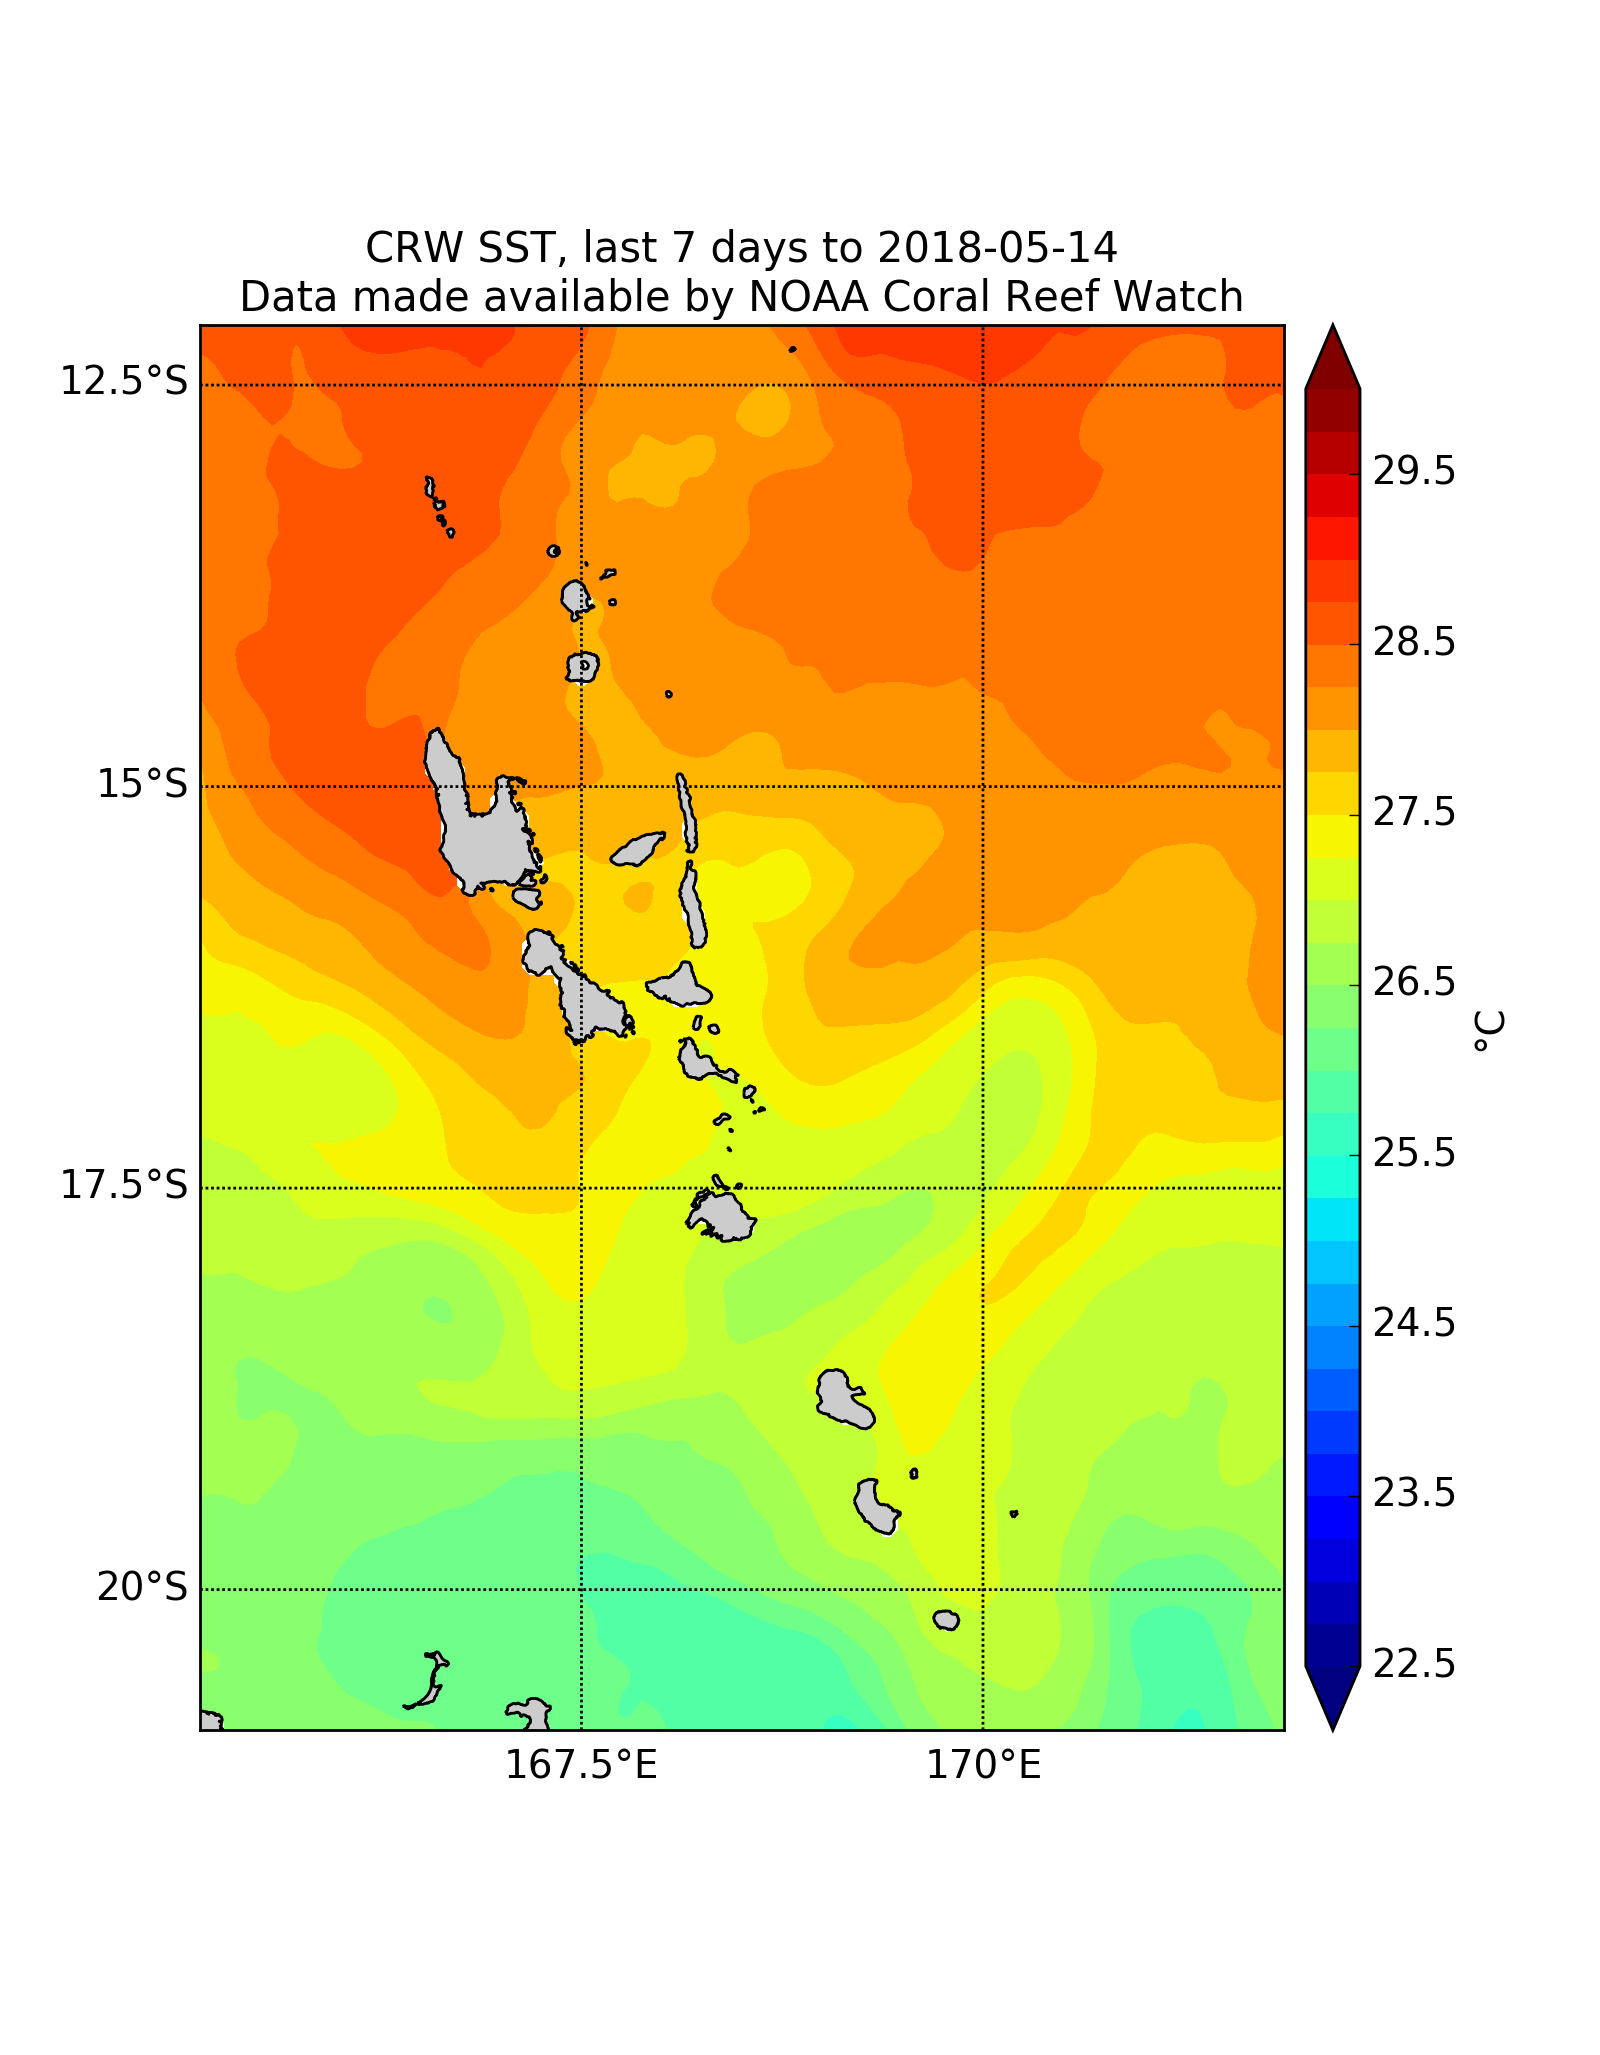 CRW SST, last 7 days to 2018-05-14
Data made available by NOAA Coral Reef Watch
12.5°S
15°S
17.5°S
20°S
167.5°E
170°E
29.5
28.5
27.5
26.5
25.5
24.5
23.5
22.5
°C